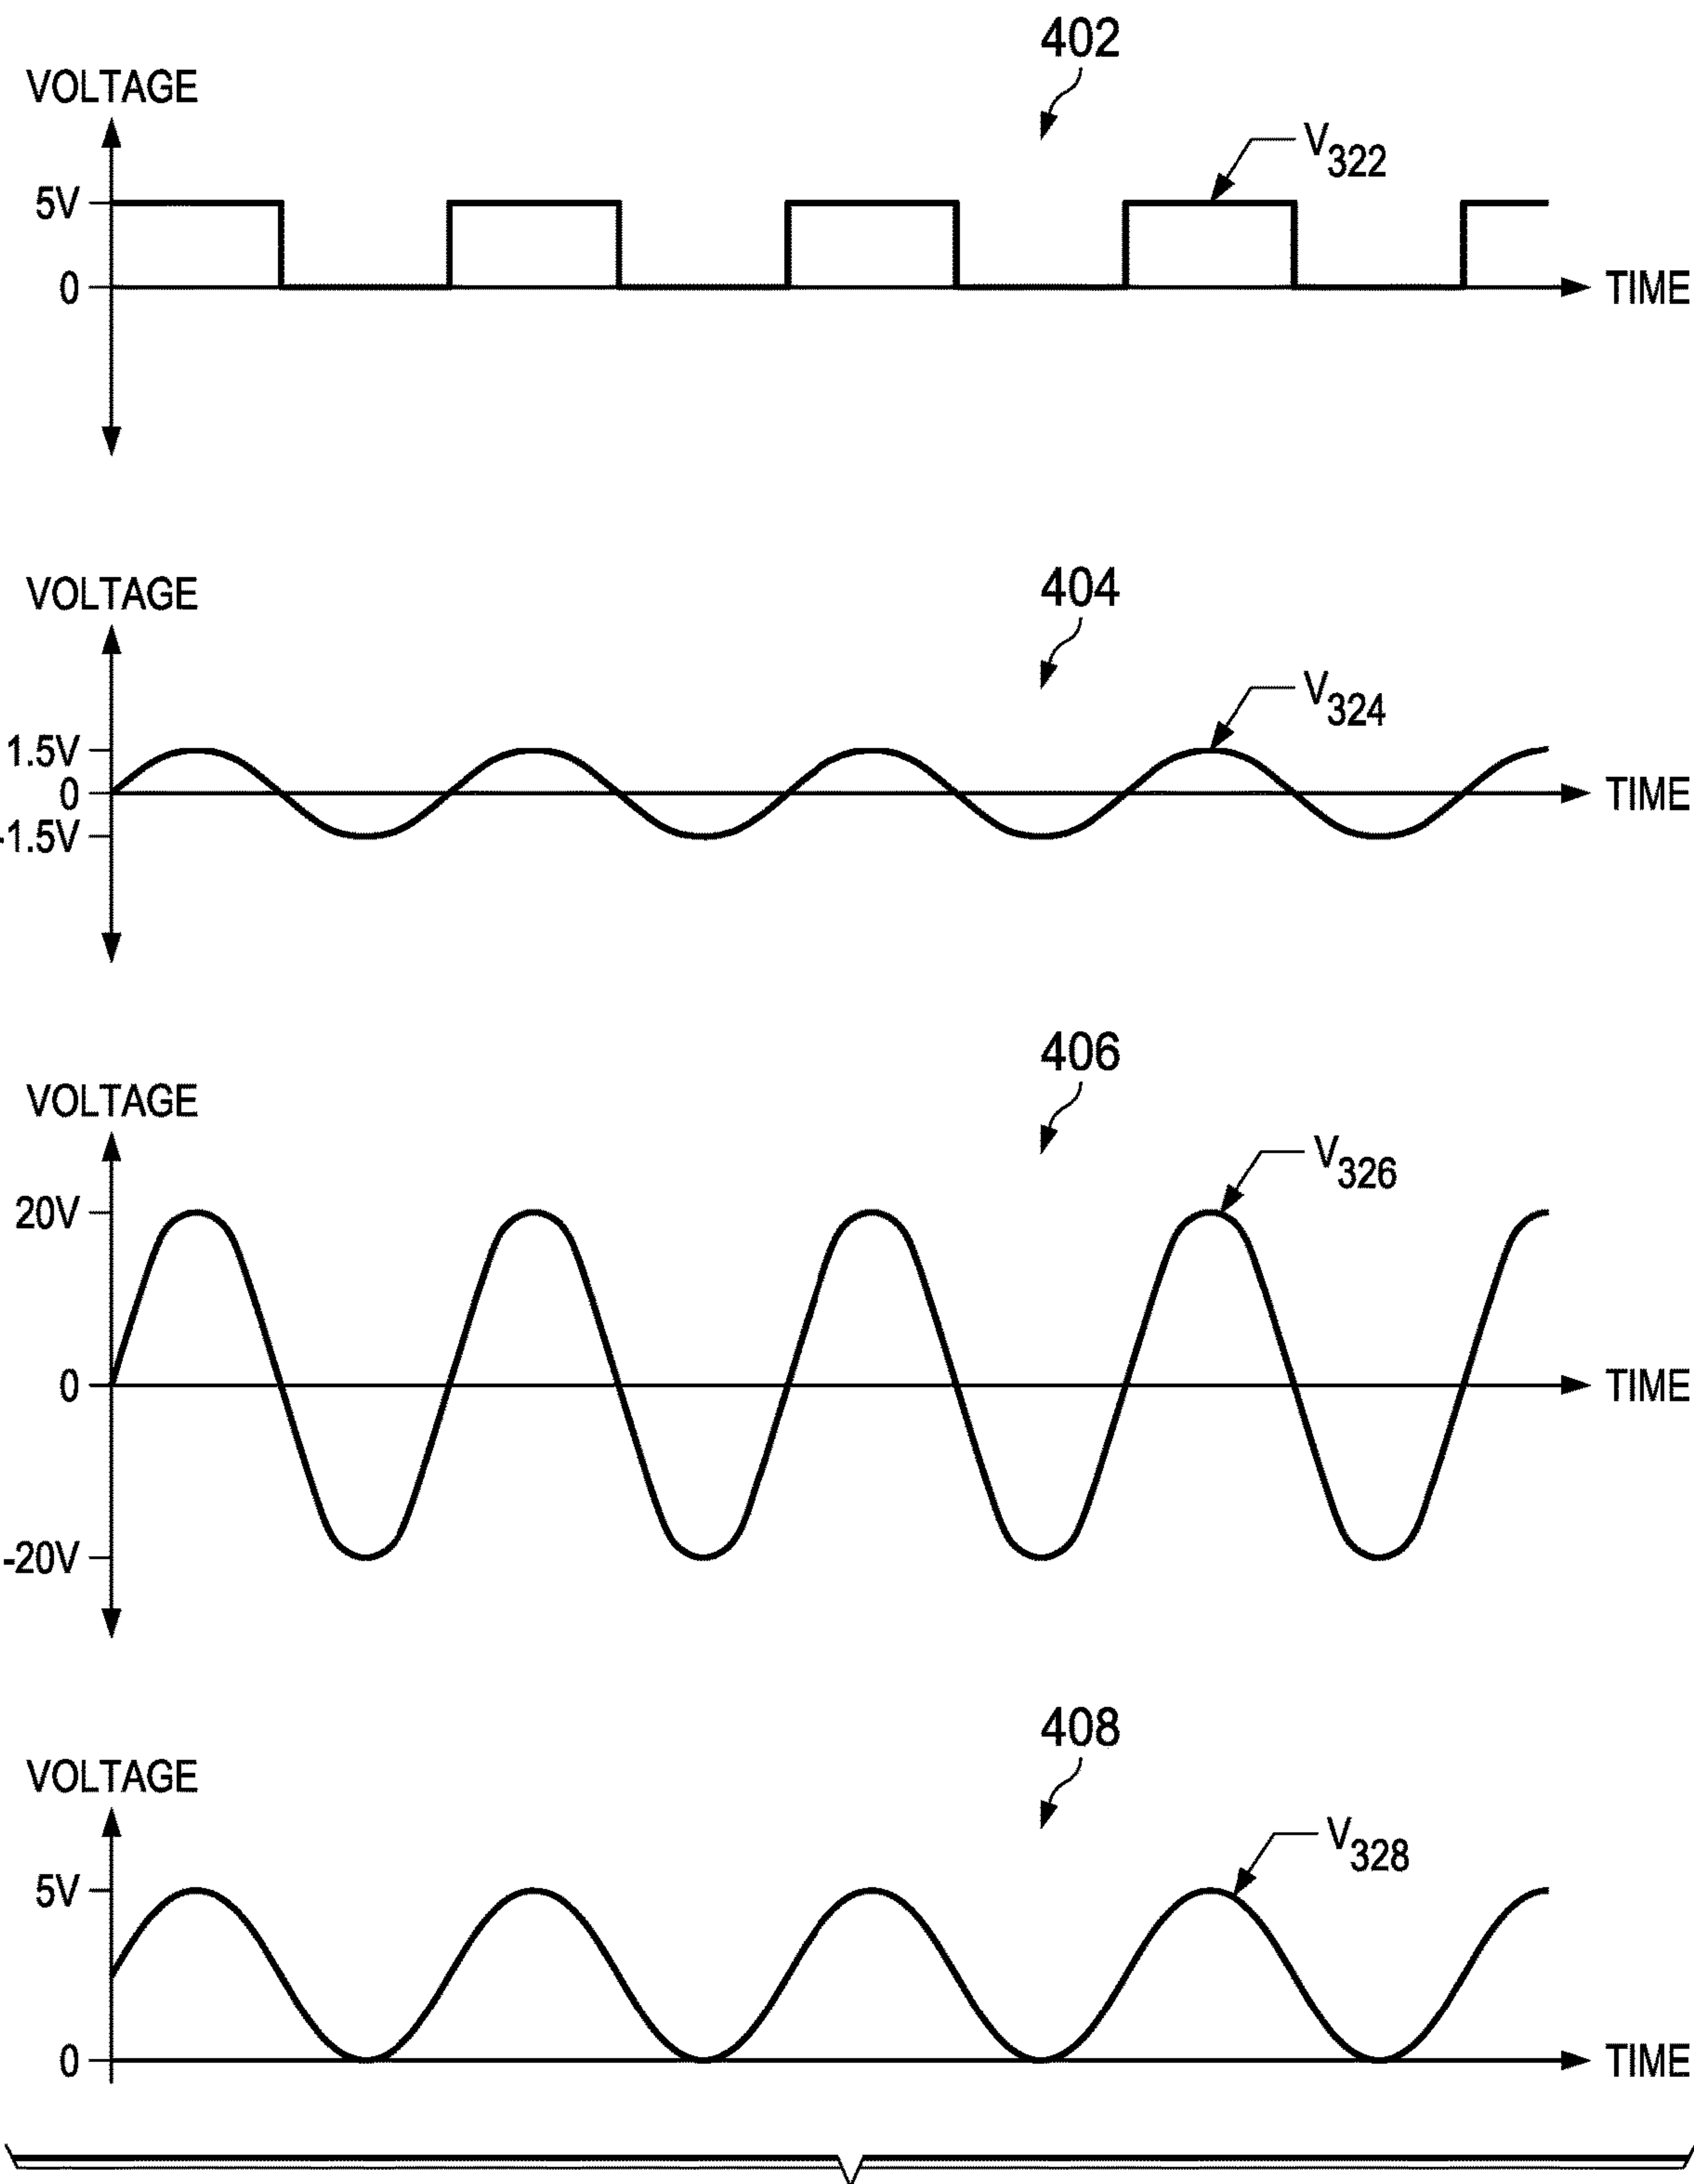 402
VOLTAGE
V322
5V
0
TIME
404
VOLTAGE
V324
1.5V
0
TIME
-1.5V
406
VOLTAGE
V326
20V
0
TIME
-20V
408
VOLTAGE
V328
5V
0
TIME